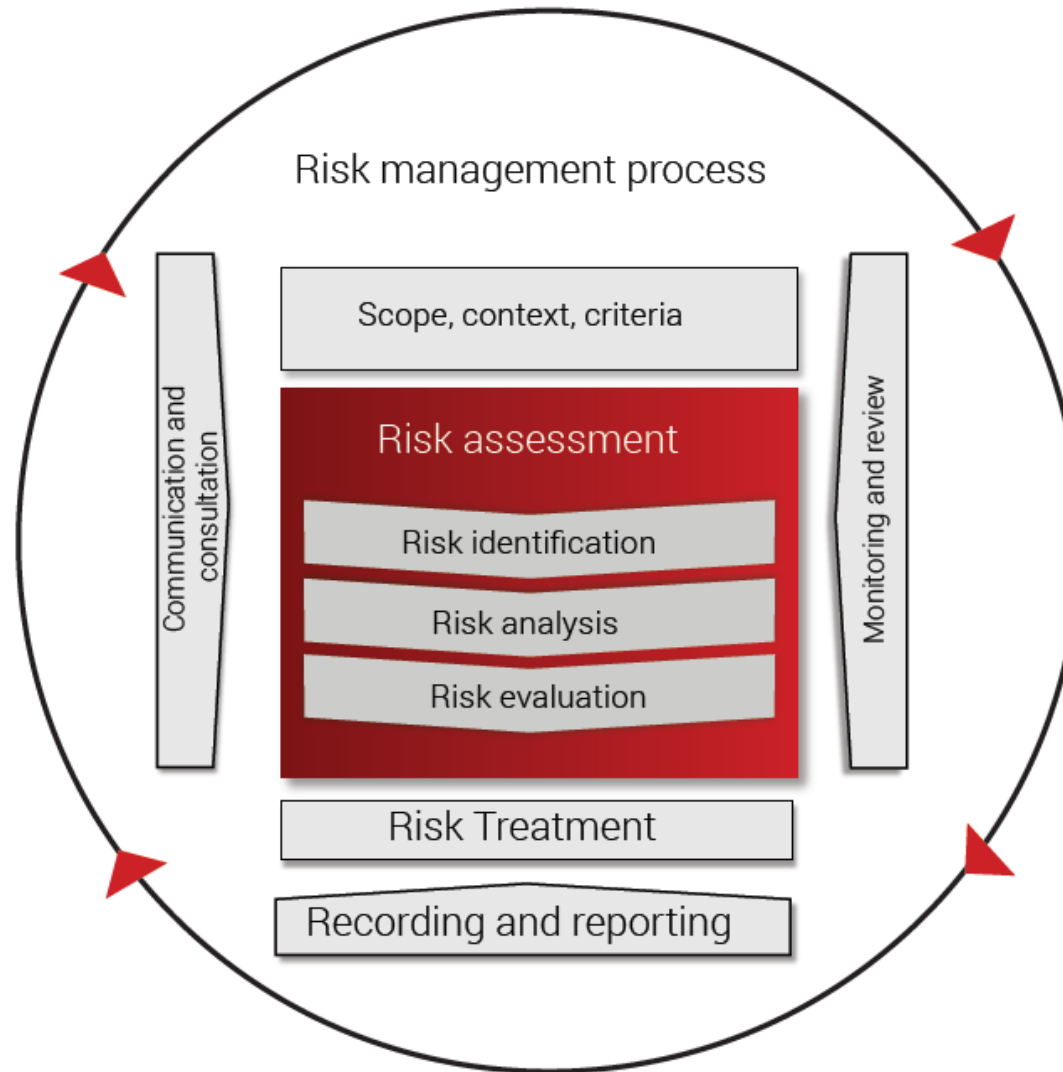 Risk management process
Scope, context, criteria
Communication and
consultation
Risk assessment
Risk identification
Risk analysis
Risk evaluation
Monitoring and review
Risk Treatment
Recording and reporting